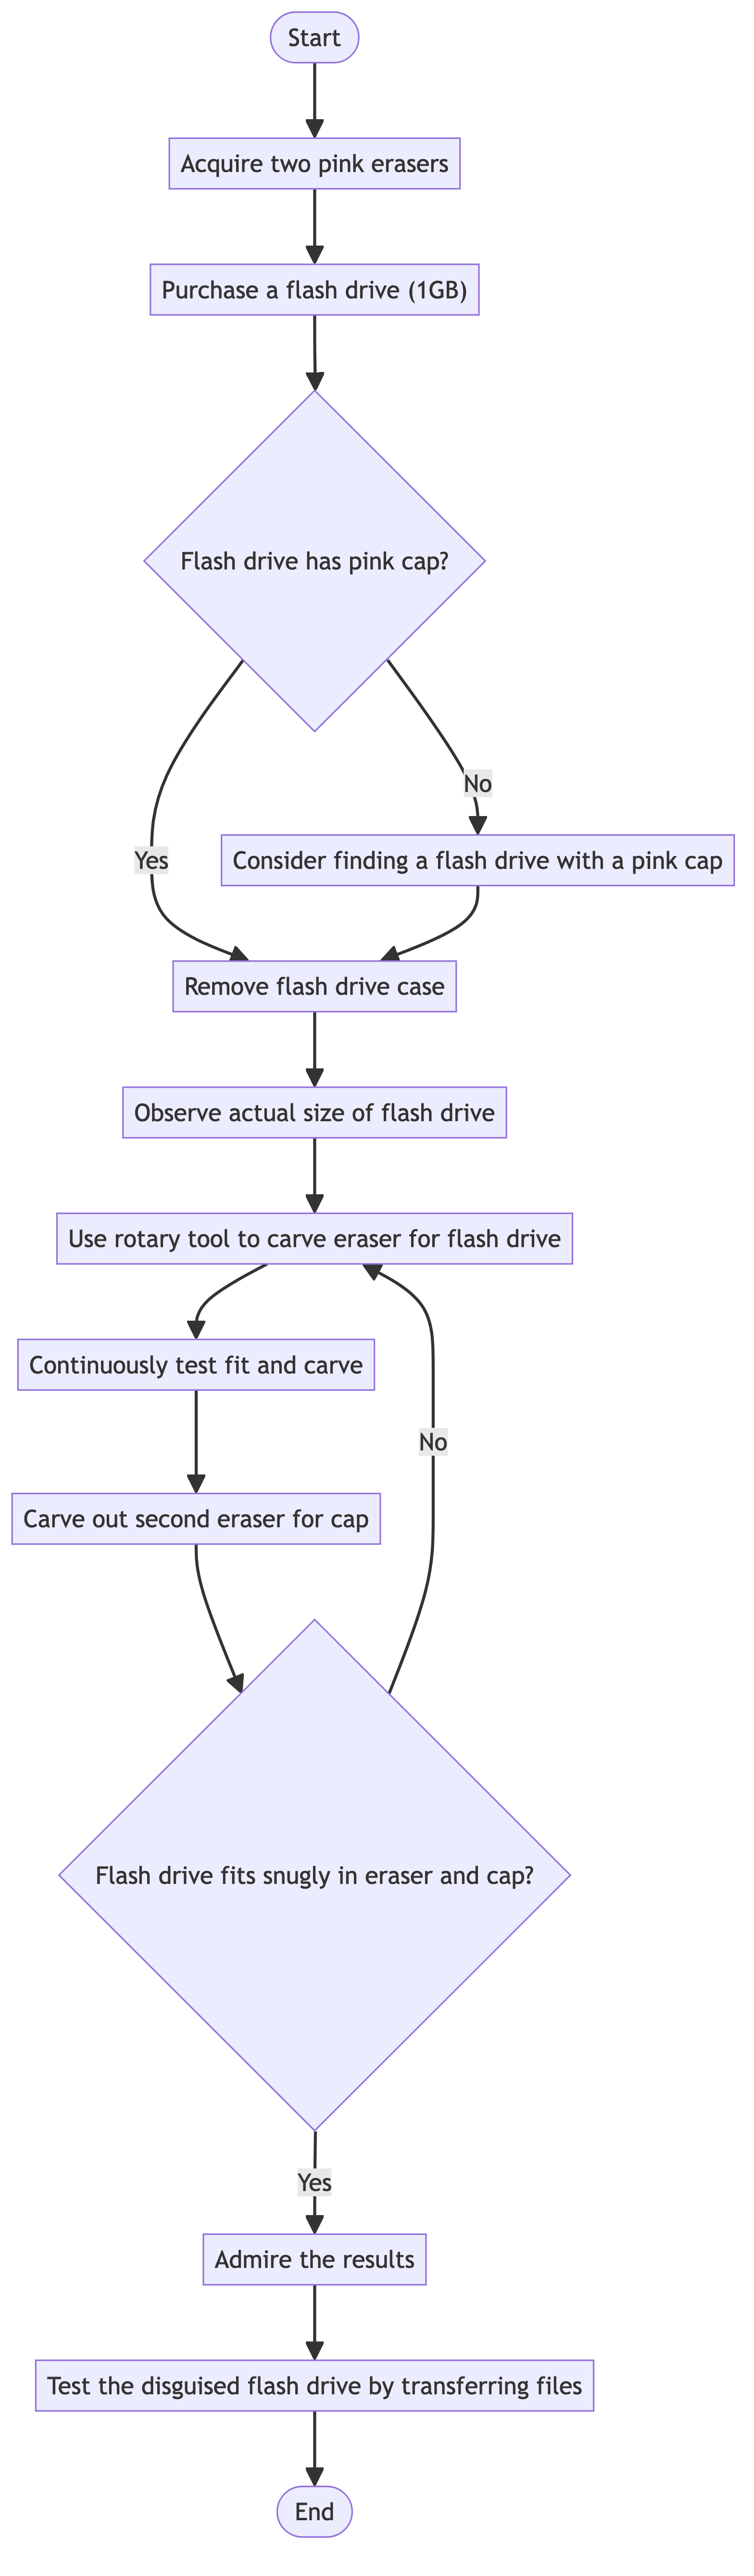 Start
Acquire two pink erasers
Purchase a flash drive (1GB)
Flash drive has pink cap?
No
Yes
Consider finding a flash drive with a pink cap
Remove flash drive case
Observe actual size of flash drive
Use rotary tool to carve eraser for flash drive
Continuously test fit and carve
No
Carve out second eraser for cap
Flash drive fits snugly in eraser and cap?
Yes
Admire the results
Test the disguised flash drive by transferring files
End